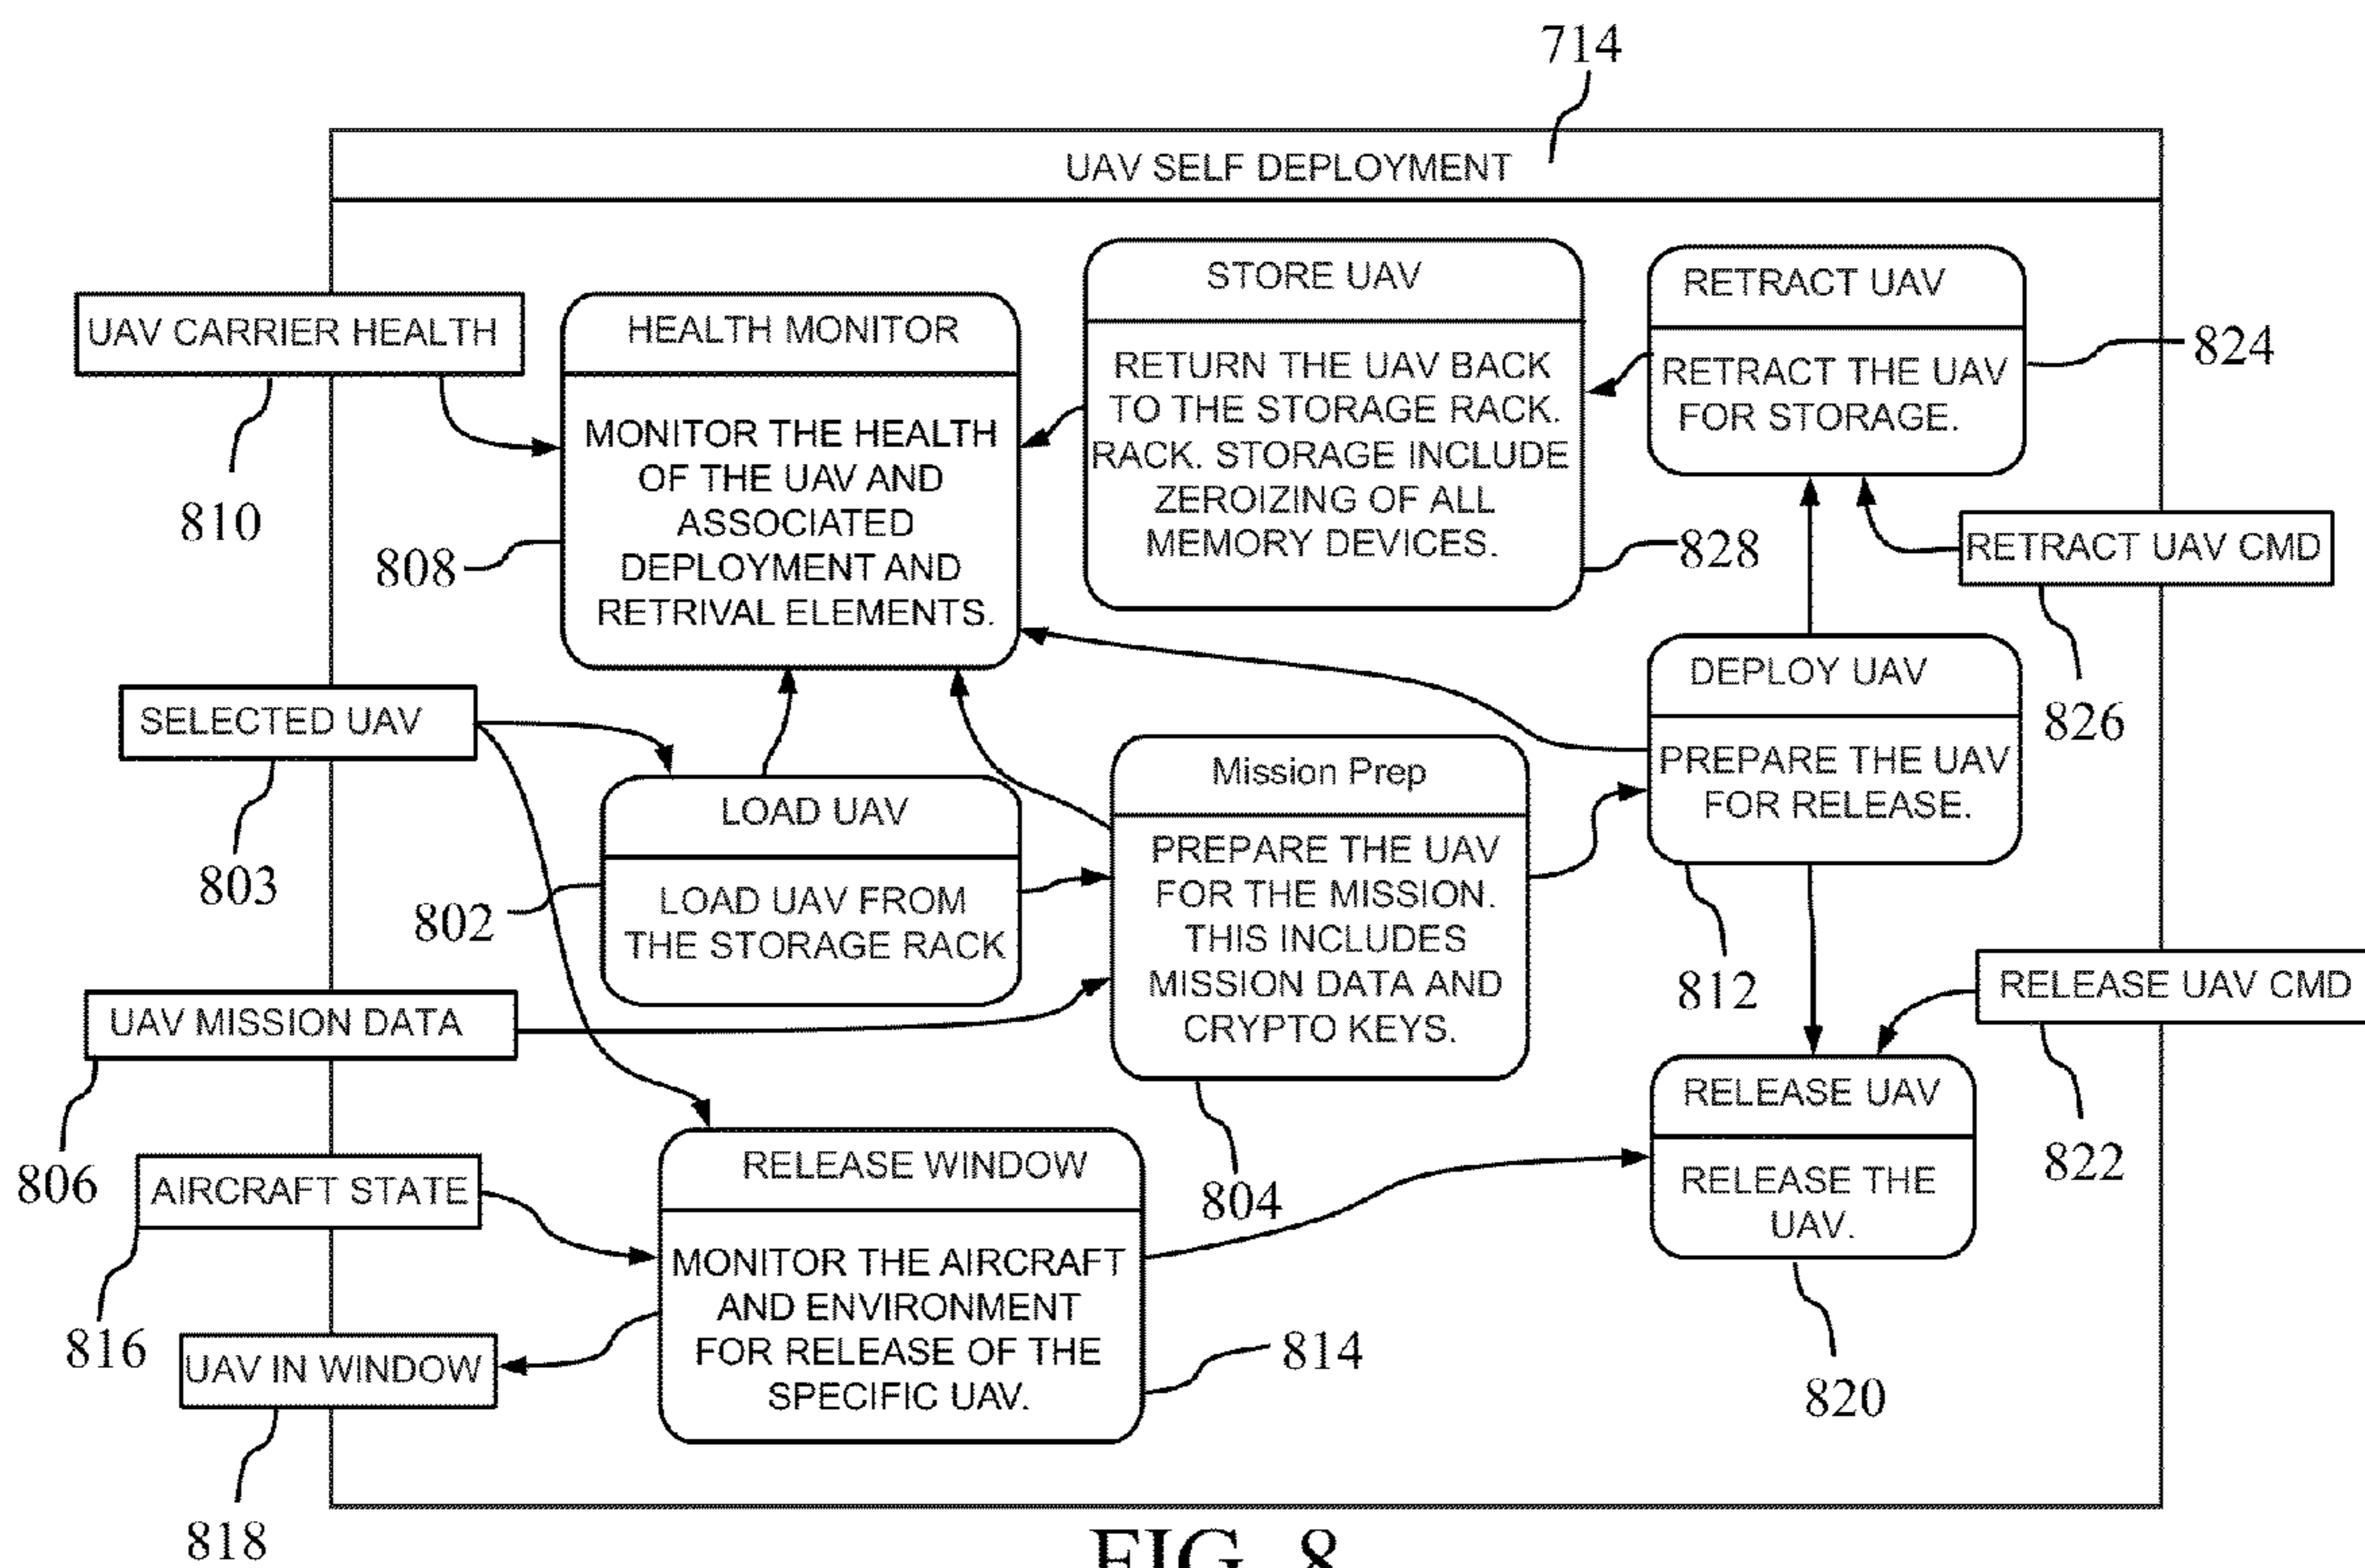 714
UAV SELF DEPLOYMENT
UAV CARRIER HEALTH
810
HEALTH MONITOR
MONITOR THE HEALTH
OF THE UAV AND
ASSOCIATED
DEPLOYMENT AND
RETRIVAL ELEMENTS.
808
STORE UAV
RETURN THE UAV BACK
TO THE STORAGE RACK.
RACK. STORAGE INCLUDE
ZEROIZING OF ALL
MEMORY DEVICES.
828
RETRACT UAV
RETRACT THE UAV
FOR STORAGE.
824
RETRACT UAV CMD
826
SELECTED UAV
803
LOAD UAV
LOAD UAV FROM
THE STORAGE RACK
802
Mission Prep
PREPARE THE UAV
FOR THE MISSION.
THIS INCLUDES
MISSION DATA AND
CRYPTO KEYS.
804
DEPLOY UAV
PREPARE THE UAV
FOR RELEASE.
812
RELEASE UAV CMD
822
UAV MISSION DATA
806
AIRCRAFT STATE
816
UAV IN WINDOW
818
RELEASE WINDOW
MONITOR THE AIRCRAFT
AND ENVIRONMENT
FOR RELEASE OF THE
SPECIFIC UAV.
814
RELEASE UAV
RELEASE THE
UAV.
820
FIG. 8